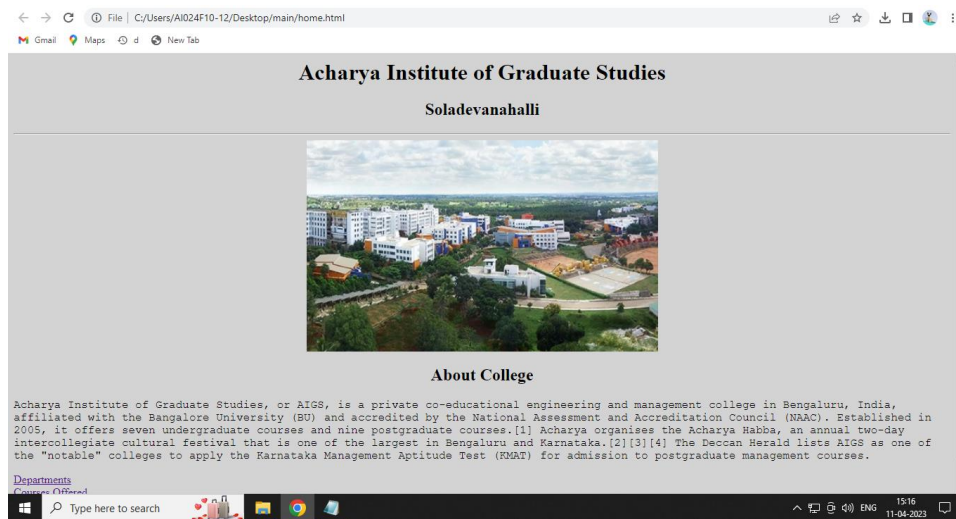 File | C:/Users/AI024F10-12/Desktop/main/home.html
Gmail Maps d New Tab
Acharya Institute of Graduate Studies
Soladevanahalli
About College
Acharya Institute of Graduate Studies, or AIGS, is a private co-educational engineering and management college in Bengaluru, India,
affiliated with the Bangalore University (BU) and accredited by the National Assessment and Accreditation Council (NAAC). Established in
2005, it offers seven undergraduate courses and nine postgraduate courses.[1] Acharya organises the Acharya Habba, an annual two-day
intercollegiate cultural festival that is one of the largest in Bengaluru and Karnataka.[2][3][4] The Deccan Herald lists AIGS as one of
the "notable" colleges to apply the Karnataka Management Aptitude Test (KMAT) for admission to postgraduate management courses.
Departments
Courses Offered
Type here to search ENG 15:16
11-04-2023